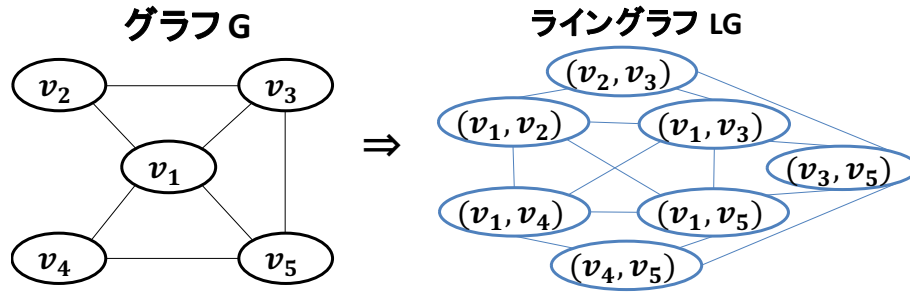 グラフ G
v₂
v₃
v₁
v₄
v₅
⇒
ライングラフ LG
(v₂, v₃)
(v₁, v₂)
(v₁, v₃)
(v₃, v₅)
(v₁, v₄)
(v₁, v₅)
(v₄, v₅)